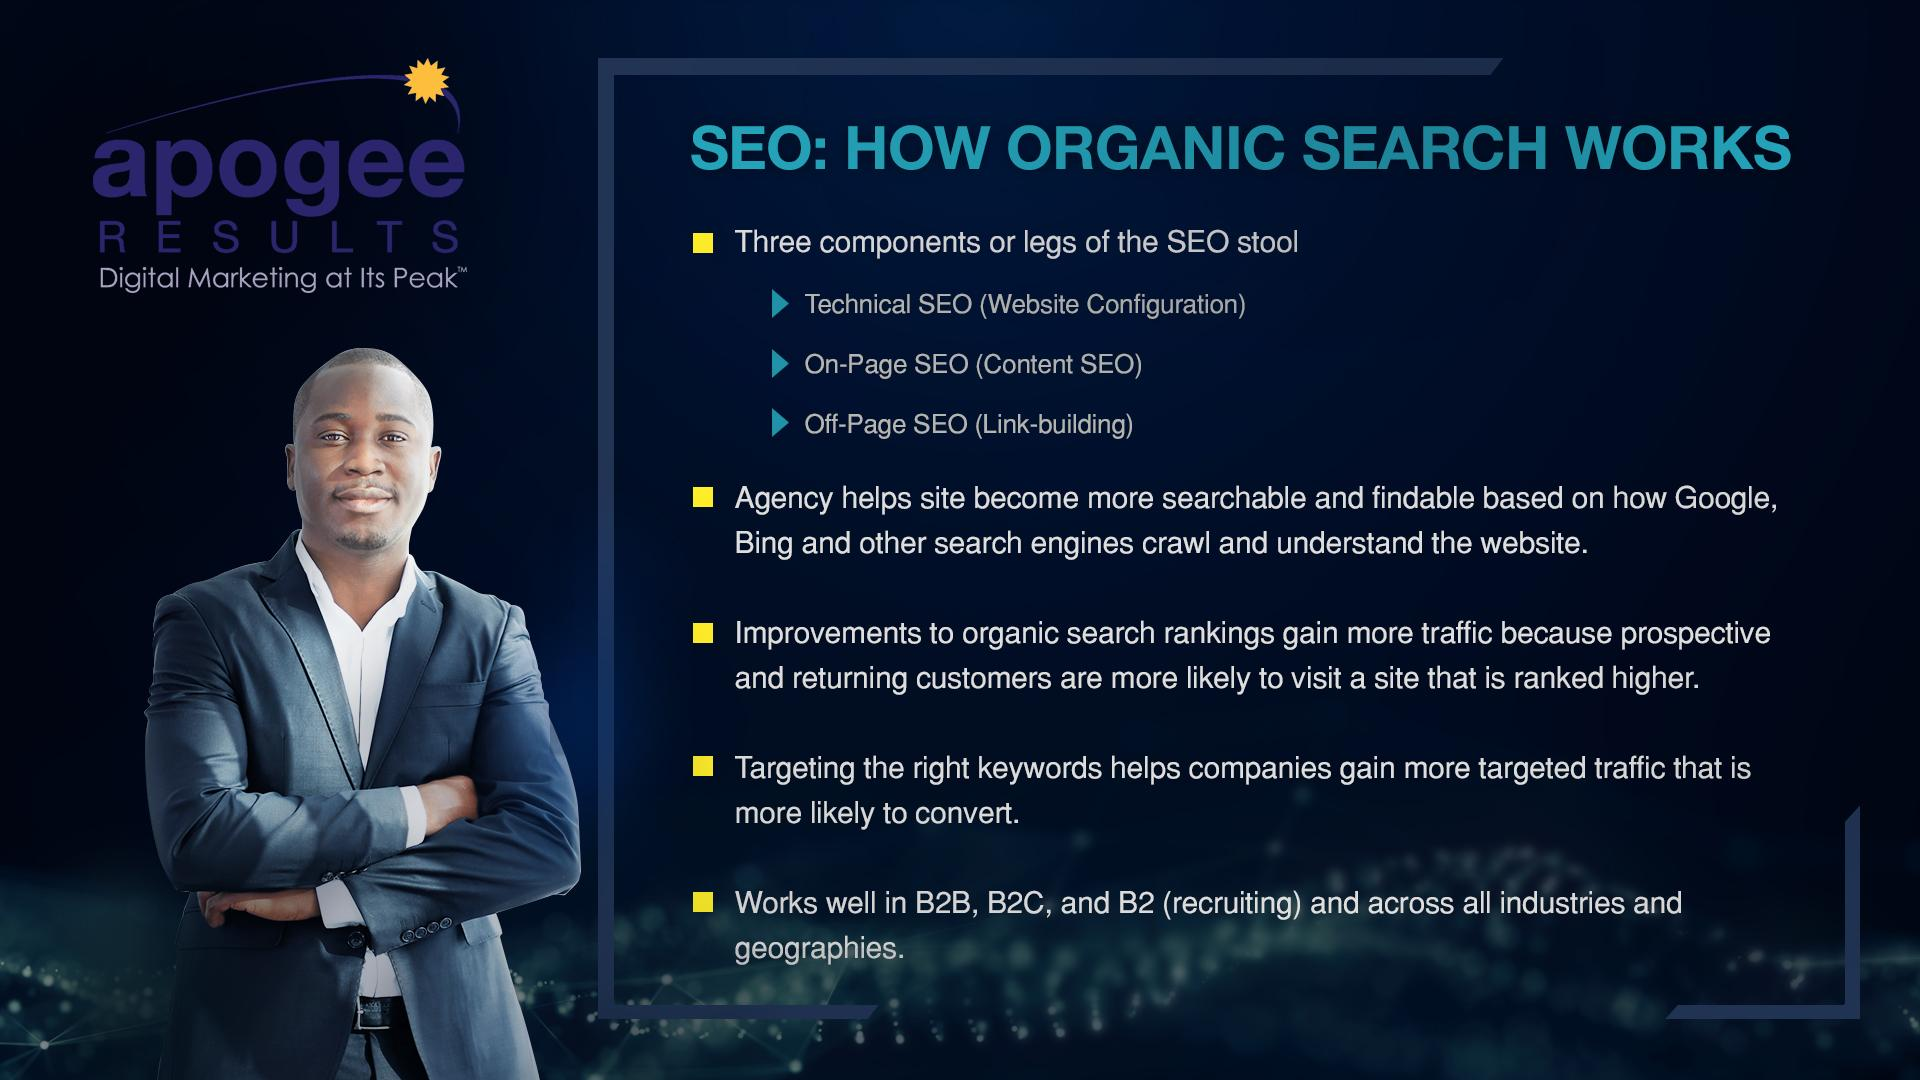 apogee
RESULTS
Digital Marketing at Its Peak™
SEO: HOW ORGANIC SEARCH WORKS
Three components or legs of the SEO stool
Technical SEO (Website Configuration)
On-Page SEO (Content SEO)
Off-Page SEO (Link-building)
Agency helps site become more searchable and findable based on how Google,
Bing and other search engines crawl and understand the website.
Improvements to organic search rankings gain more traffic because prospective
and returning customers are more likely to visit a site that is ranked higher.
Targeting the right keywords helps companies gain more targeted traffic that is
more likely to convert.
Works well in B2B, B2C, and B2 (recruiting) and across all industries and
geographies.